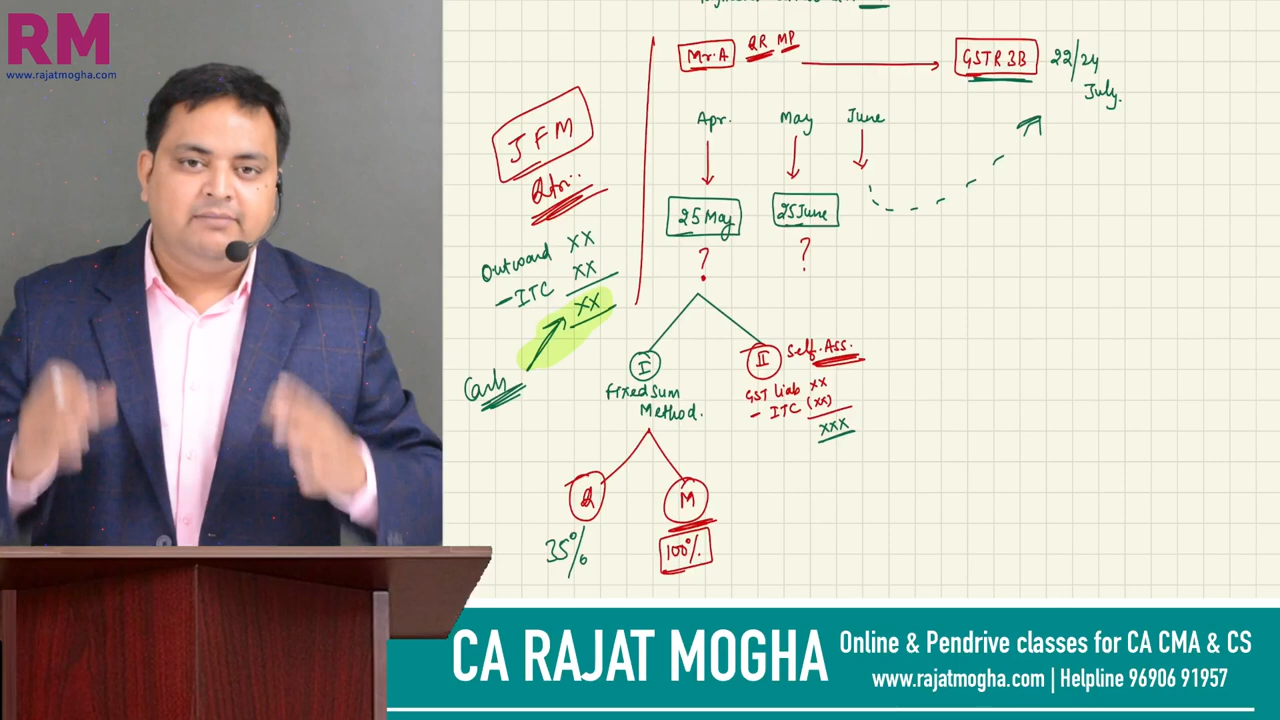 RM
www.rajatmogha.com
Mr.A QR MP GSTR 3B 22/24
July.
Apr. May June
J F M
Qtr:.
25 May 25 June
? ?
Outward XX
- ITC XX
XX
Cash
I II Self. Ass.
Fixed Sum
Method.
GST Liab XX
- ITC (XX)
XXX
Q M
35% 100%
CA RAJAT MOGHA
Online & Pendrive classes for CA CMA & CS
www.rajatmogha.com | Helpline 96906 91957